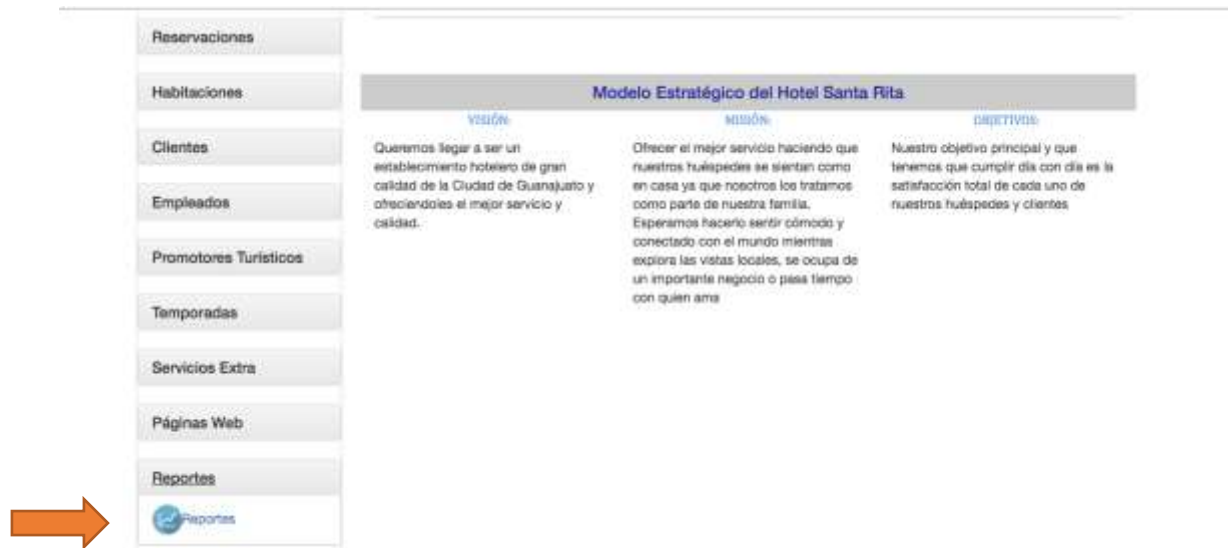 Reservaciones
Habitaciones
Clientes
Empleados
Promotores Turísticos
Temporadas
Servicios Extra
Páginas Web
Reportes
Reportes
Modelo Estratégico del Hotel Santa Rita
VISIÓN:
Queremos llegar a ser un
establecimiento hotelero de gran
calidad de la Ciudad de Guanajuato y
ofreciendoles el mejor servicio y
calidad.
MISIÓN:
Ofrecer el mejor servicio haciendo que
nuestros huéspedes se sientan como
en casa ya que nosotros los tratamos
como parte de nuestra familia.
Esperamos hacerlo sentir cómodo y
conectado con el mundo mientras
explora las vistas locales, se ocupa de
un importante negocio o pasa tiempo
con quien ama
OBJETIVOS:
Nuestro objetivo principal y que
tenemos que cumplir día con día es la
satisfacción total de cada uno de
nuestros huéspedes y clientes